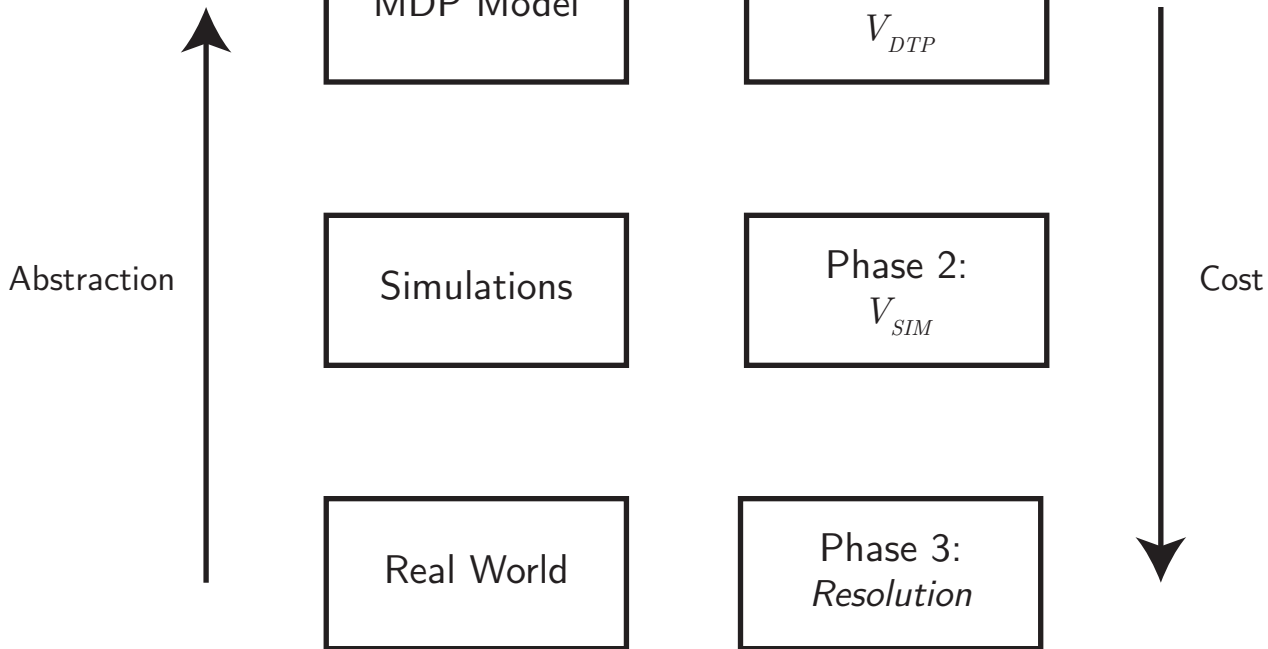 MDP Model
V_DTP
Abstraction
Simulations
Phase 2:
V_SIM
Cost
Real World
Phase 3:
Resolution